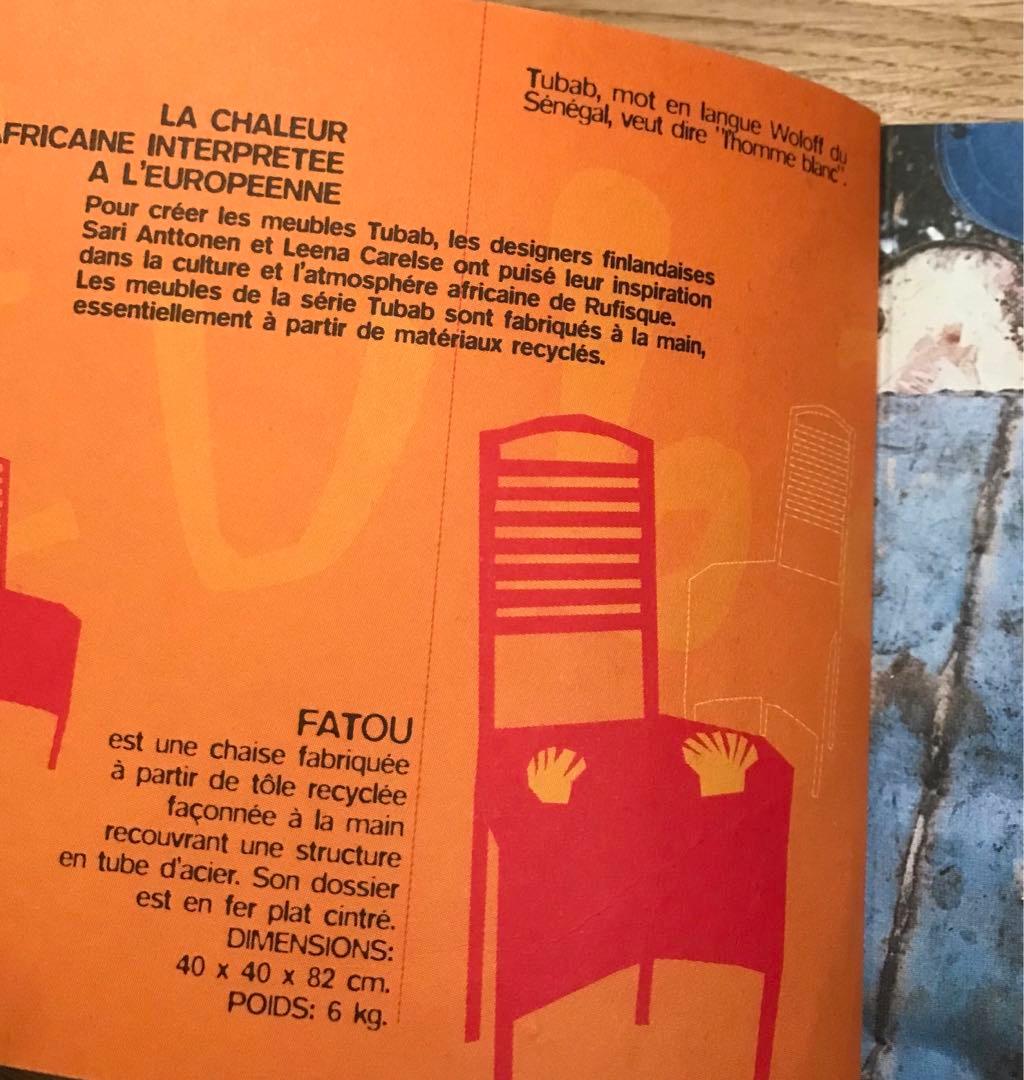 Tubab, mot en langue Woloff du
Sénégal, veut dire "l'homme blanc".
LA CHALEUR
AFRICAINE INTERPRETEE
A L'EUROPEENNE
Pour créer les meubles Tubab, les designers finlandaises
Sari Anttonen et Leena Carelse ont puisé leur inspiration
dans la culture et l'atmosphére africaine de Rufisque.
Les meubles de la série Tubab sont fabriqués à la main,
essentiellement à partir de matériaux recyclés.
FATOU
est une chaise fabriquée
à partir de tôle recyclée
façonnée à la main
recouvrant une structure
en tube d'acier. Son dossier
est en fer plat cintré.
DIMENSIONS:
40 x 40 x 82 cm.
POIDS: 6 kg.